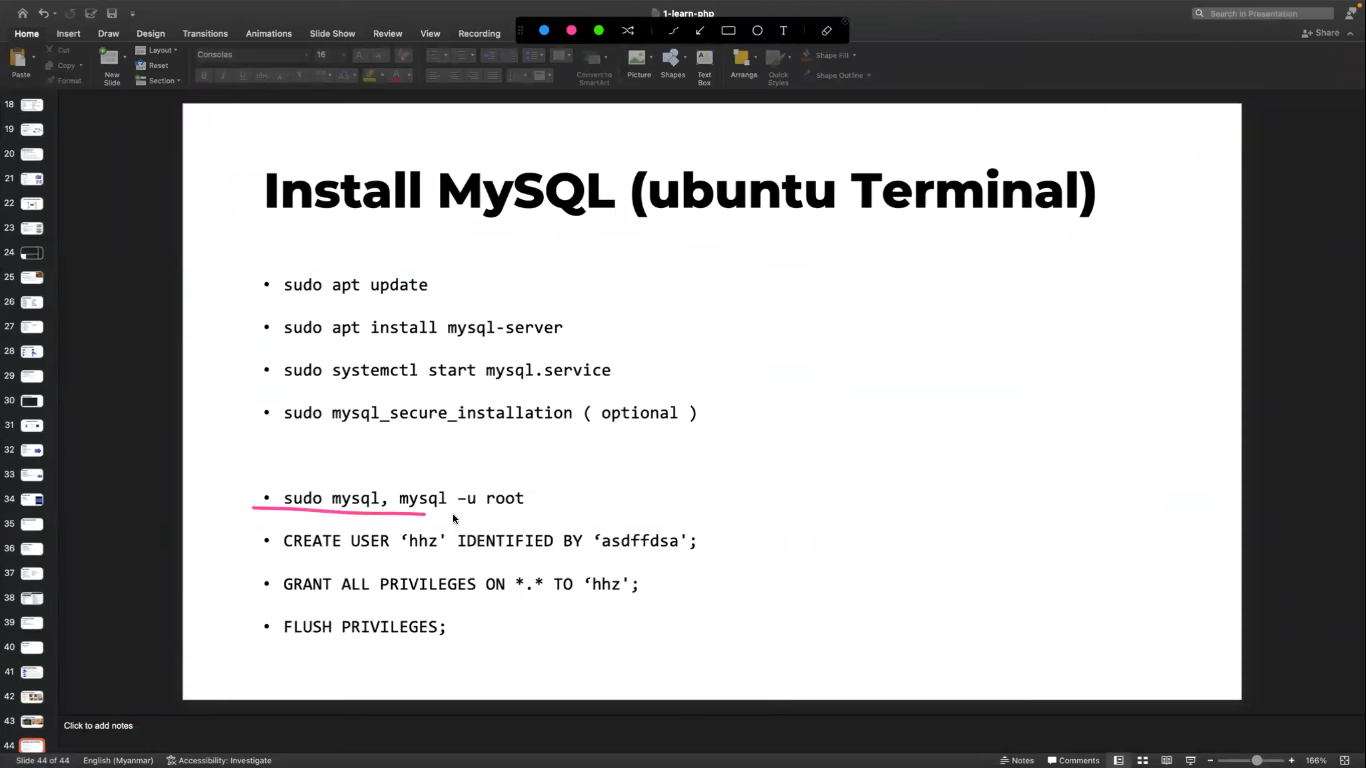 1-learn-php
Search in Presentation
Home Insert Draw Design Transitions Animations Slide Show Review View Recording
Share
Paste
Cut
Copy
Format
New
Slide
Layout
Reset
Section
Consolas
16
Convert to
SmartArt
Picture
Shapes
Text
Box
Arrange
Quick
Styles
Shape Fill
Shape Outline
18
19
20
21
22
23
24
25
26
27
28
29
30
31
32
33
34
35
36
37
38
39
40
41
42
43
44
Install MySQL (ubuntu Terminal)
• sudo apt update
• sudo apt install mysql-server
• sudo systemctl start mysql.service
• sudo mysql_secure_installation ( optional )
• sudo mysql, mysql –u root
• CREATE USER ‘hhz' IDENTIFIED BY ‘asdffdsa';
• GRANT ALL PRIVILEGES ON *.* TO ‘hhz';
• FLUSH PRIVILEGES;
Click to add notes
Slide 44 of 44 English (Myanmar) Accessibility: Investigate Notes Comments 166%